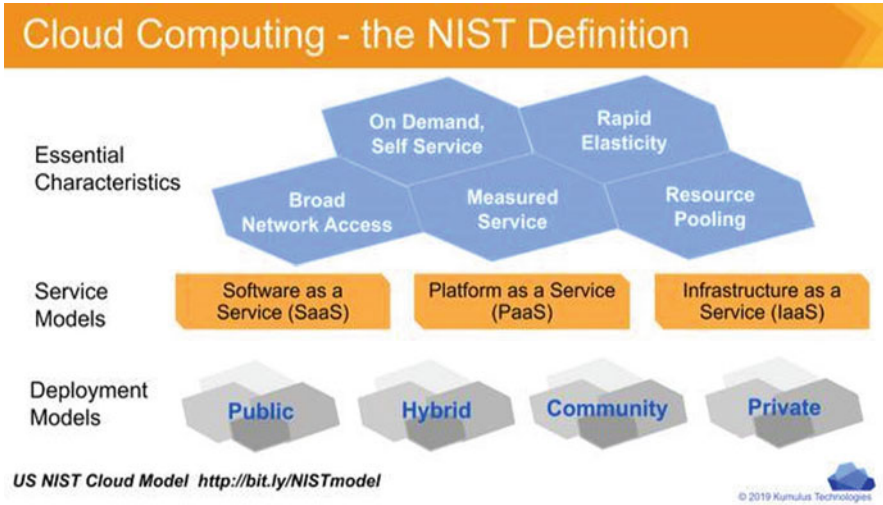 Cloud Computing - the NIST Definition
Essential
Characteristics
On Demand,
Self Service
Rapid
Elasticity
Broad
Network Access
Measured
Service
Resource
Pooling
Service
Models
Software as a
Service (SaaS)
Platform as a Service
(PaaS)
Infrastructure as a
Service (IaaS)
Deployment
Models
Public
Hybrid
Community
Private
US NIST Cloud Model http://bit.ly/NISTmodel
© 2019 Kumulus Technologies